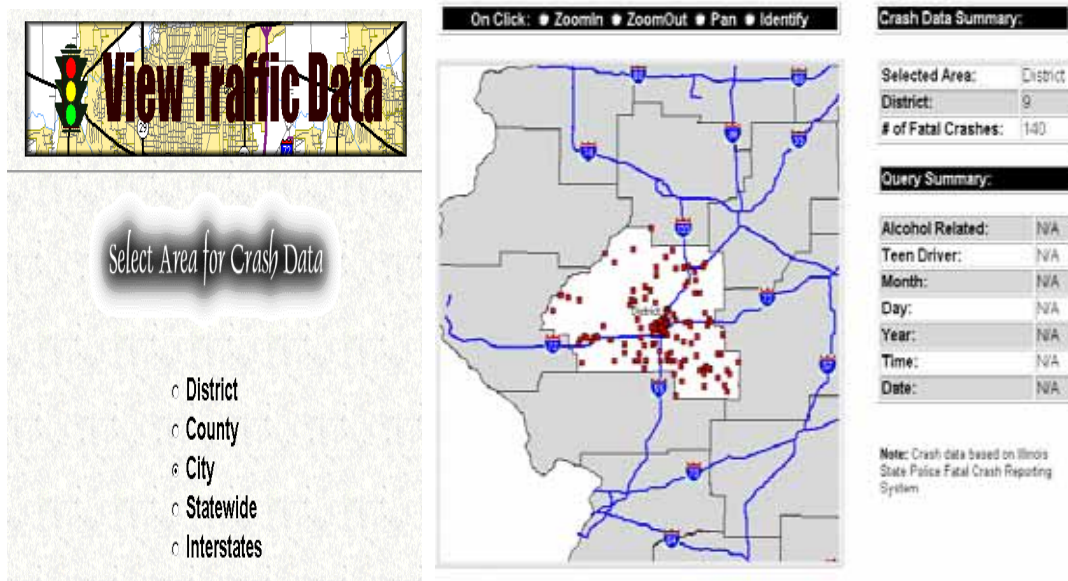 View Traffic Data
29
72
Select Area for Crash Data
District
County
City
Statewide
Interstates
On Click: ZoomIn ZoomOut Pan Identify
District
Crash Data Summary:
Selected Area: District
District: 9
# of Fatal Crashes: 140
Query Summary:
Alcohol Related: N/A
Teen Driver: N/A
Month: N/A
Day: N/A
Year: N/A
Time: N/A
Date: N/A
Note: Crash data based on Illinois
State Police Fatal Crash Reporting
System